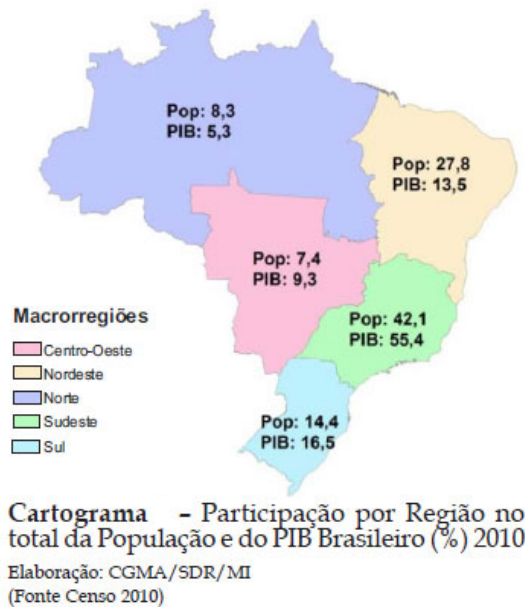 Pop: 8,3
PIB: 5,3
Pop: 27,8
PIB: 13,5
Pop: 7,4
PIB: 9,3
Pop: 42,1
PIB: 55,4
Pop: 14,4
PIB: 16,5
Macrorregiões
Centro-Oeste
Nordeste
Norte
Sudeste
Sul
Cartograma – Participação por Região no
total da População e do PIB Brasileiro (%) 2010
Elaboração: CGMA/SDR/MI
(Fonte Censo 2010)